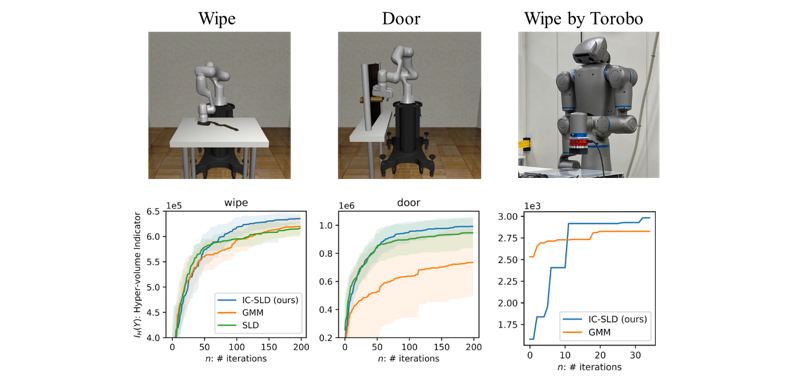 Wipe
Door
Wipe by Torobo
wipe
1e5
I_H(Y): Hyper-volume Indicator
6.5
6.0
5.5
5.0
4.5
4.0
IC-SLD (ours)
GMM
SLD
0 50 100 150 200
n: # iterations
door
1e6
1.0
0.8
0.6
0.4
0.2
0 50 100 150 200
n: # iterations
1e3
3.00
2.75
2.50
2.25
2.00
1.75
IC-SLD (ours)
GMM
0 10 20 30
n: # iterations